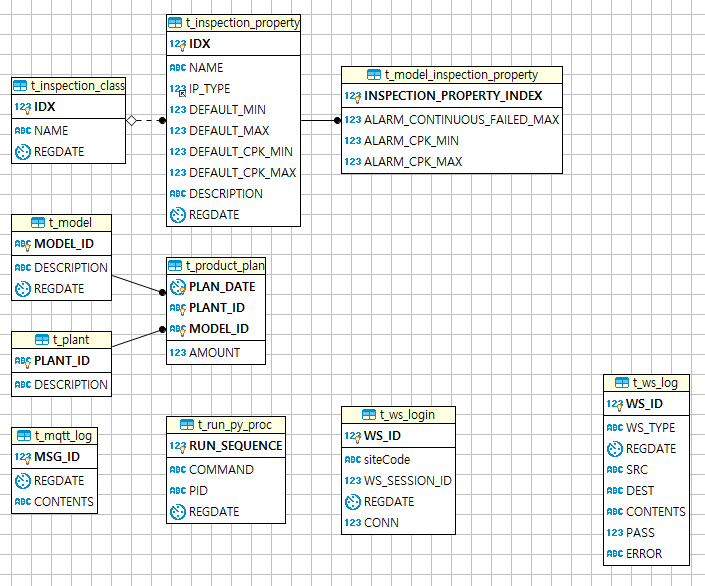 t_inspection_class
123 IDX
ABC NAME
REGDATE
t_inspection_property
123 IDX
ABC NAME
123 IP_TYPE
123 DEFAULT_MIN
123 DEFAULT_MAX
123 DEFAULT_CPK_MIN
123 DEFAULT_CPK_MAX
ABC DESCRIPTION
REGDATE
t_model_inspection_property
123 INSPECTION_PROPERTY_INDEX
123 ALARM_CONTINUOUS_FAILED_MAX
123 ALARM_CPK_MIN
123 ALARM_CPK_MAX
t_model
ABC MODEL_ID
ABC DESCRIPTION
REGDATE
t_product_plan
PLAN_DATE
ABC PLANT_ID
ABC MODEL_ID
123 AMOUNT
t_plant
ABC PLANT_ID
ABC DESCRIPTION
t_mqtt_log
123 MSG_ID
REGDATE
ABC CONTENTS
t_run_py_proc
123 RUN_SEQUENCE
ABC COMMAND
ABC PID
REGDATE
t_ws_login
123 WS_ID
ABC siteCode
123 WS_SESSION_ID
REGDATE
123 CONN
t_ws_log
123 WS_ID
ABC WS_TYPE
REGDATE
ABC SRC
ABC DEST
ABC CONTENTS
123 PASS
ABC ERROR